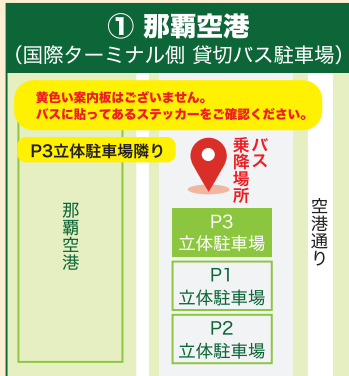 ① 那覇空港
（国際ターミナル側 貸切バス駐車場）
黄色い案内板はございません。
バスに貼ってあるステッカーをご確認ください。
P3立体駐車場隣り
バス
乗降場所
那覇空港
P3
立体駐車場
P1
立体駐車場
P2
立体駐車場
空港通り